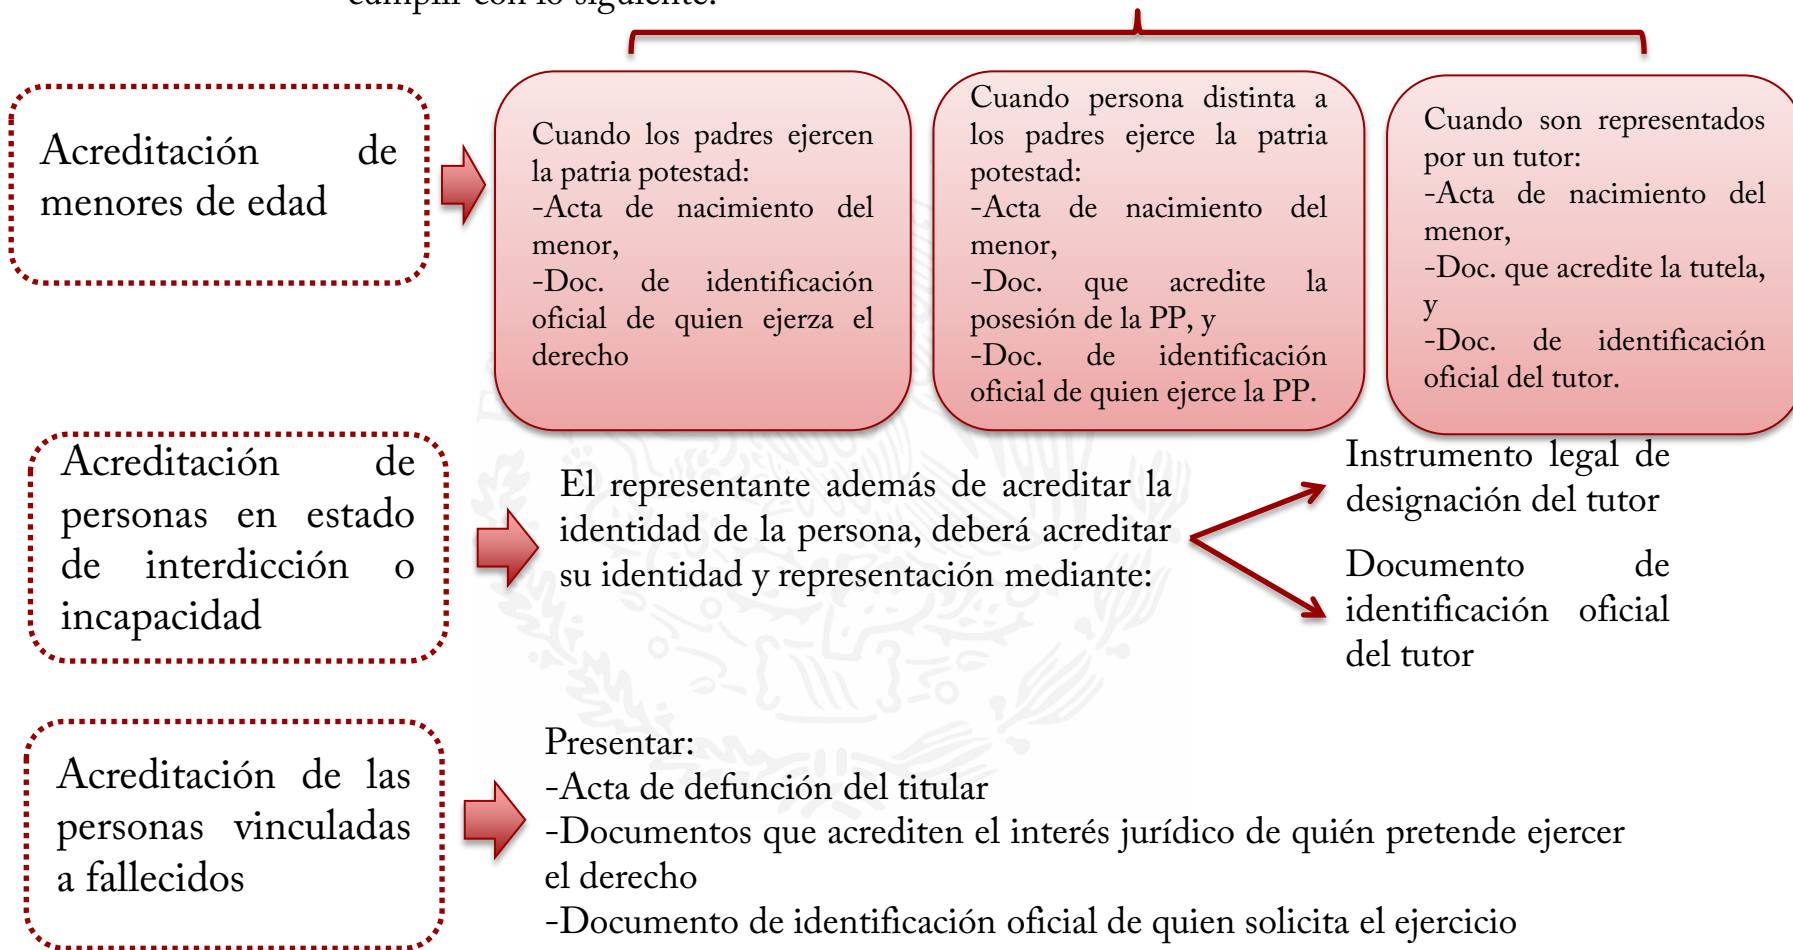 cumplir con lo siguiente:
Acreditación de
menores de edad
Cuando los padres ejercen
la patria potestad:
-Acta de nacimiento del
menor,
-Doc. de identificación
oficial de quien ejerza el
derecho
Cuando persona distinta a
los padres ejerce la patria
potestad:
-Acta de nacimiento del
menor,
-Doc. que acredite la
posesión de la PP, y
-Doc. de identificación
oficial de quien ejerce la PP.
Cuando son representados
por un tutor:
-Acta de nacimiento del
menor,
-Doc. que acredite la tutela,
y
-Doc. de identificación
oficial del tutor.
Acreditación de
personas en estado
de interdicción o
incapacidad
El representante además de acreditar la
identidad de la persona, deberá acreditar
su identidad y representación mediante:
Instrumento legal de
designación del tutor
Documento de
identificación oficial
del tutor
Acreditación de las
personas vinculadas
a fallecidos
Presentar:
-Acta de defunción del titular
-Documentos que acrediten el interés jurídico de quién pretende ejercer
el derecho
-Documento de identificación oficial de quien solicita el ejercicio